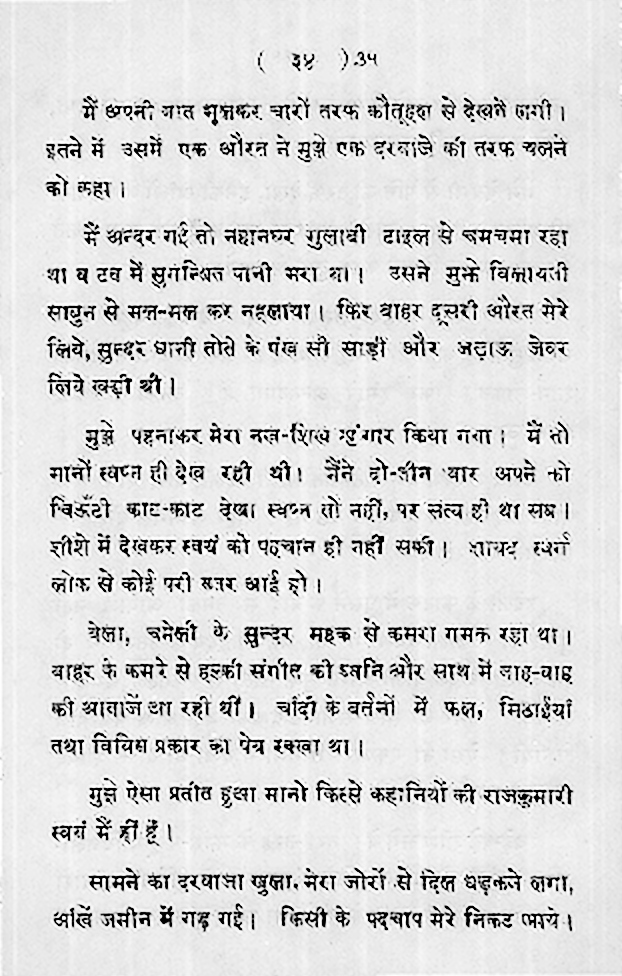 ( ३४ ) ३५
मैं अपनी बात भूलकर चारों तरफ कौतूहल से देखने लगी।
इतने में उसमें एक औरत ने मुझे एक दरवाजे की तरफ चलने
को कहा।
मैं अन्दर गई तो नहानघर गुलाबी टाइल से चमचमा रहा
था व टब में सुगन्धित पानी भरा था। उसने मुझे विलायती
साबुन से मल-मल कर नहलाया। फिर बाहर दूसरी औरत मेरे
लिये, सुन्दर धानी तोते के पंख सी साड़ी और जड़ाऊ जेवर
लिये खड़ी थी।
मुझे पहनाकर मेरा नख-शिख श्रृंगार किया गया। मैं तो
मानों स्वप्न ही देख रही थी। मैंने दो-तीन बार अपने को
चिऊँटी काट-काट देखा स्वप्न तो नहीं, पर सत्य ही था सब।
शीशे में देखकर स्वयं को पहचान ही नहीं सकी। शायद स्वर्ग
लोक से कोई परी उतर आई हो।
बेला, चमेली के सुन्दर महक से कमरा गमक रहा था।
बाहर के कमरे से हल्की संगीत की ध्वनि और साथ में वाह-वाह
की आवाजें आ रही थीं। चांदी के बर्तनों में फल, मिठाईयां
तथा विविध प्रकार का पेय रक्खा था।
मुझे ऐसा प्रतीत हुआ मानो किस्से कहानियों की राजकुमारी
स्वयं मैं हीं हूँ।
सामने का दरवाजा खुला, मेरा जोरों से दिल धड़कने लगा,
आंखें जमीन में गढ़ गई। किसी के पदचाप मेरे निकट आये।